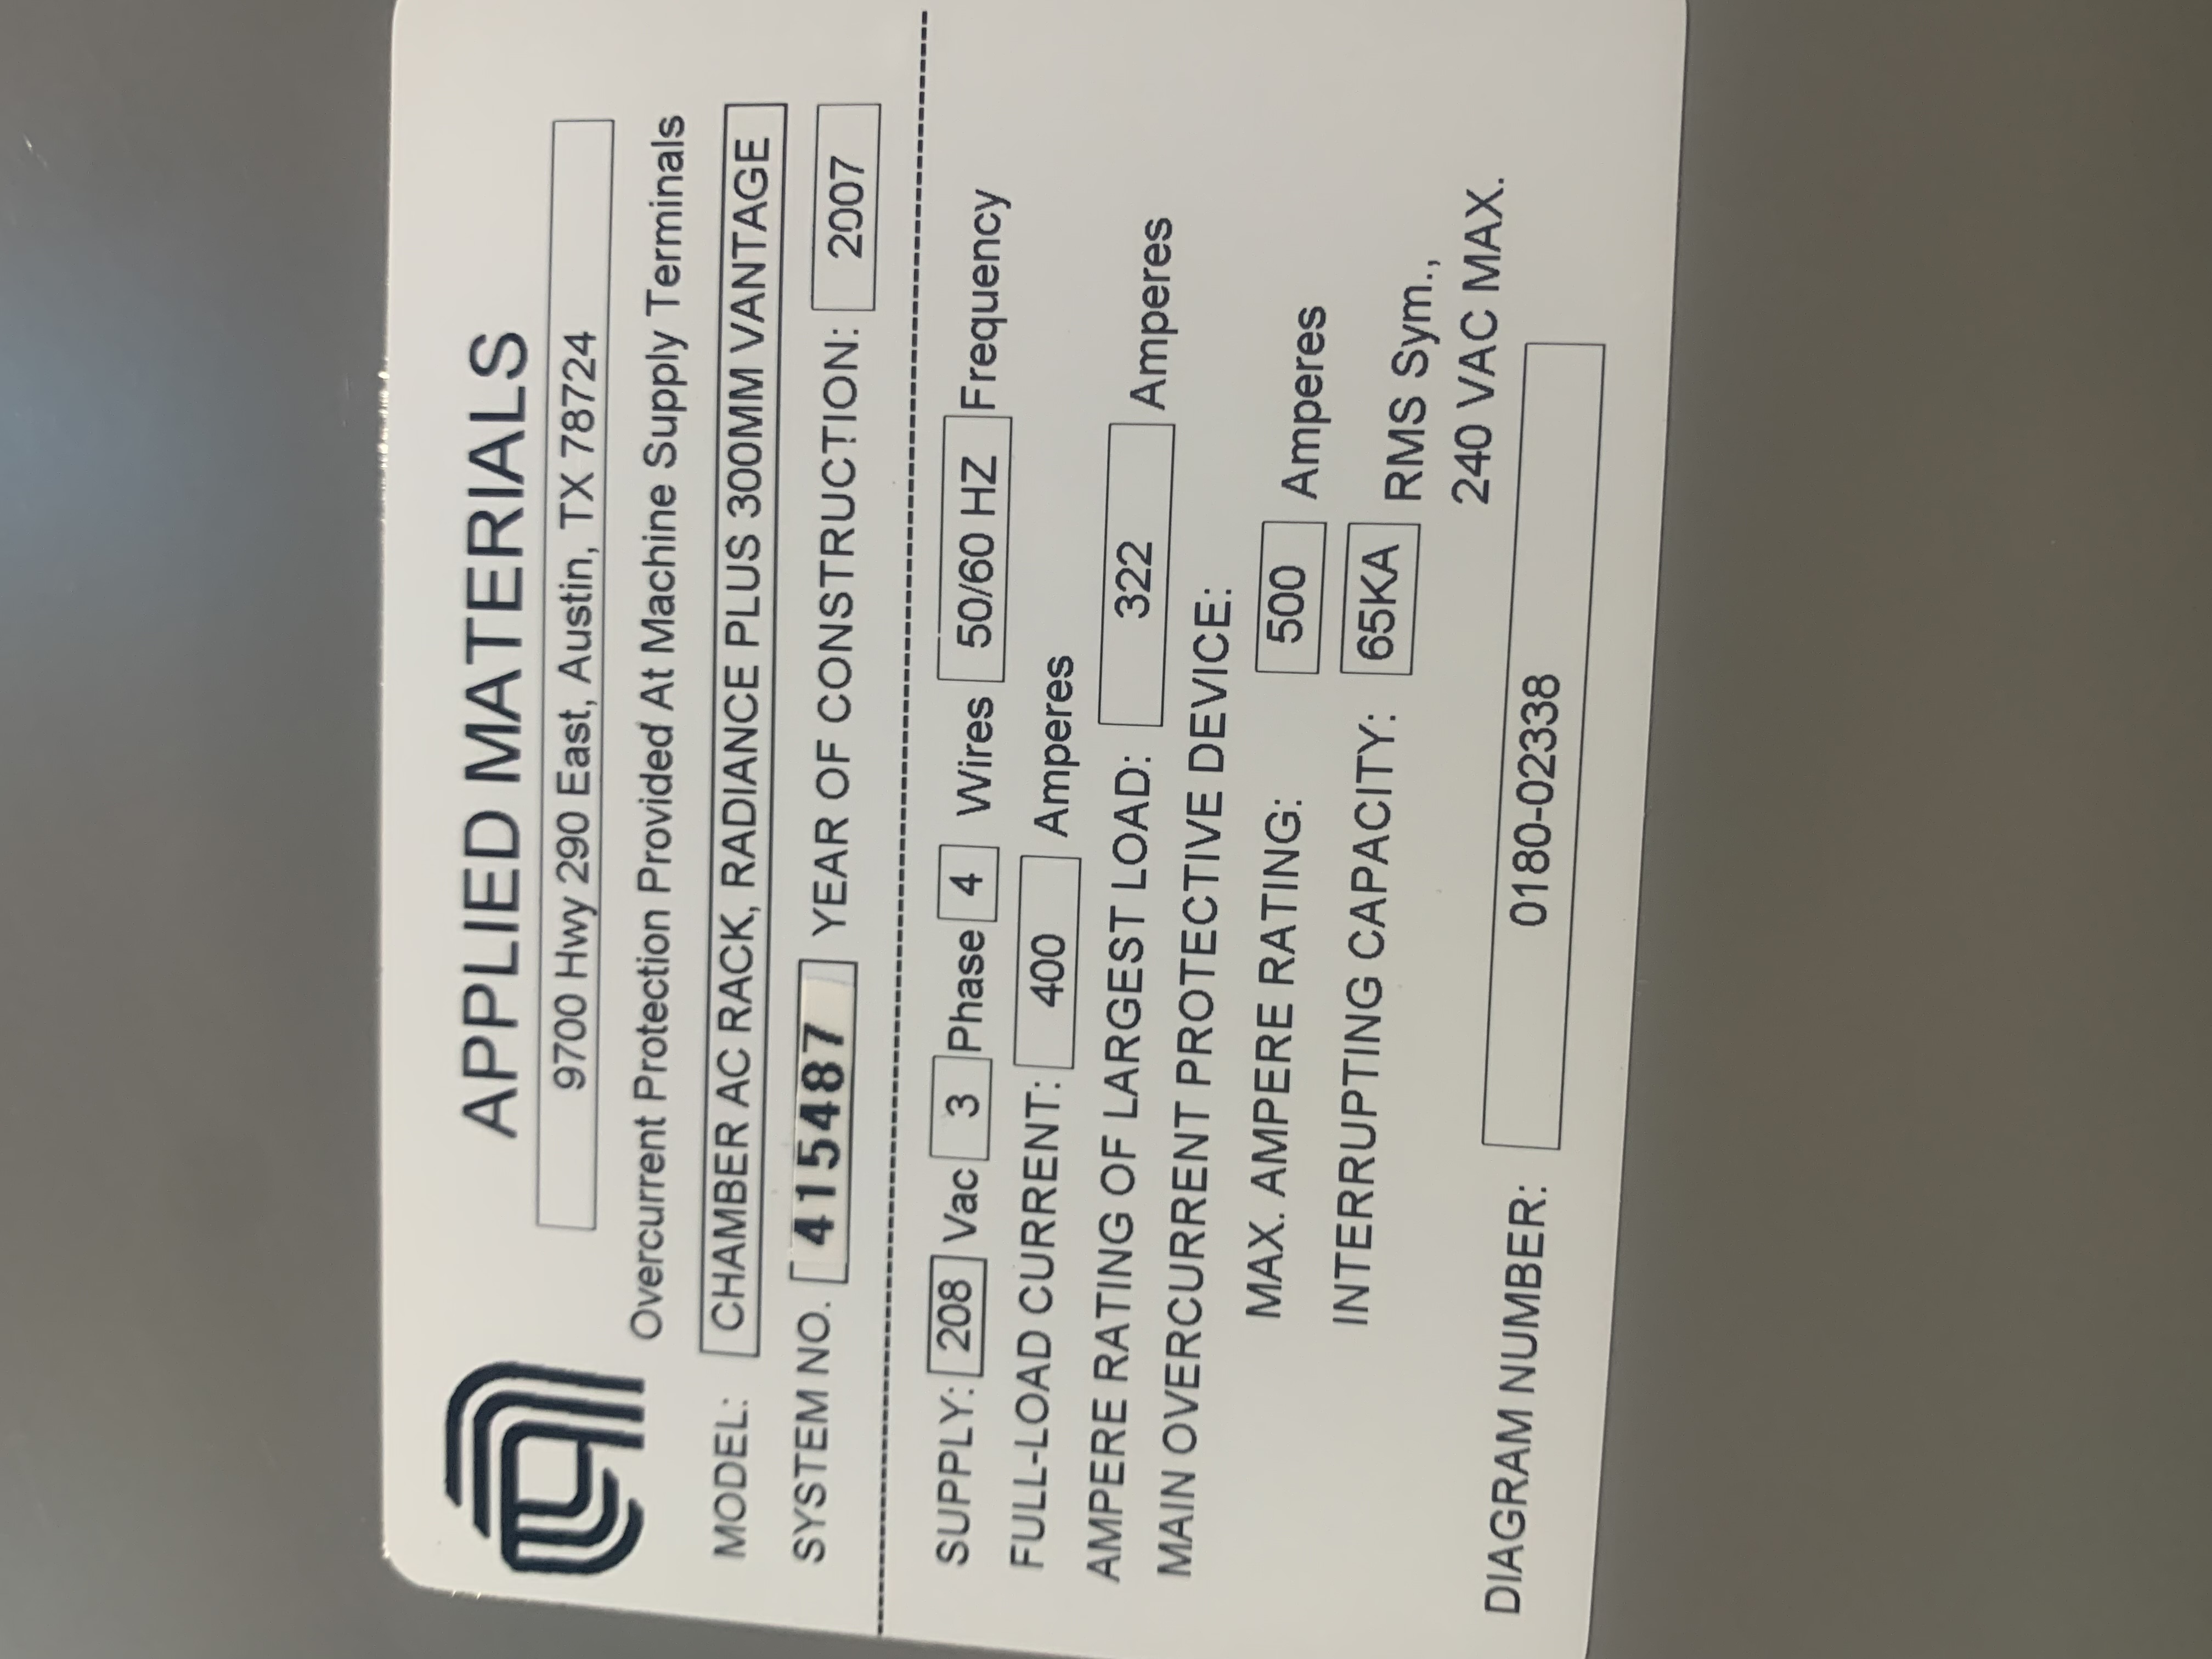 APPLIED MATERIALS
9700 Hwy 290 East, Austin, TX 78724
Overcurrent Protection Provided At Machine Supply Terminals
MODEL: CHAMBER AC RACK, RADIANCE PLUS 300MM VANTAGE
SYSTEM NO. 415487 YEAR OF CONSTRUCTION: 2007
SUPPLY: 208 Vac 3 Phase 4 Wires 50/60 HZ Frequency
FULL-LOAD CURRENT: 400 Amperes
AMPERE RATING OF LARGEST LOAD: 322 Amperes
MAIN OVERCURRENT PROTECTIVE DEVICE:
MAX. AMPERE RATING: 500 Amperes
INTERRUPTING CAPACITY: 65KA RMS Sym.,
240 VAC MAX.
DIAGRAM NUMBER: 0180-02338